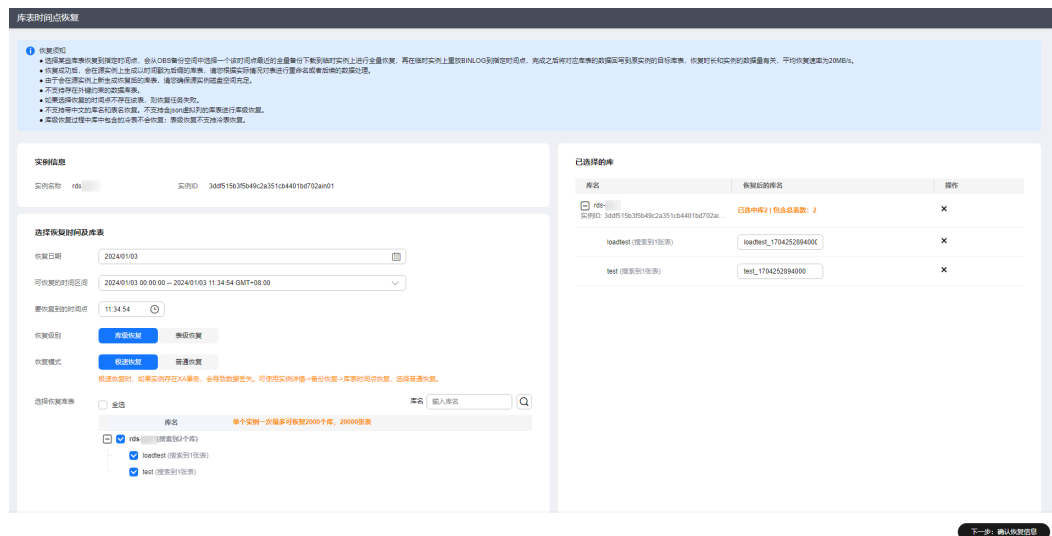 库表时间点恢复
恢复须知
选择某些库表恢复到指定时间点，会从OBS备份空间中选择一个该时间点最近的全量备份下载到临时实例上进行全量恢复，再在临时实例上重放BINLOG到指定时间点，完成之后将对应库表的数据回写到原实例的目标库表，恢复时长和实例的数据量有关，平均恢复速率为20MB/s。
恢复成功后，会在源实例上生成以时间戳为后缀的库表，请您根据实际情况对表进行重命名或者后续的数据处理。
由于会在源实例上新生成恢复后的库表，请您确保源实例磁盘空间充足。
不支持存在外键约束的数据库表。
如果选择恢复的时间点不存在该表，则恢复任务失败。
不支持带中文的库名和表名恢复。不支持含json虚拟列的库表进行库级恢复。
库级恢复过程中库中包含的冷表不会恢复；表级恢复不支持冷表恢复。
实例信息
实例名称 rds
实例ID 3ddf515b3f5b49c2a351cb4401bd702ain01
选择恢复时间及库表
恢复日期 2024/01/03
可恢复的时间区间 2024/01/03 00:00:00 – 2024/01/03 11:34:54 GMT+08:00
要恢复到的时间点 11:34:54
恢复级别 库级恢复 表级恢复
恢复模式 极速恢复 普通恢复
极速恢复时，如果实例存在XA事务，会导致数据丢失。可使用实例详情->备份恢复->库表时间点恢复，选择普通恢复。
选择恢复库表 全选 库名 输入库名
库名 单个实例一次最多可恢复2000个库，20000张表
rds- (搜索到2个库)
loadtest (搜索到1张表)
test (搜索到1张表)
已选择的库
库名 恢复后的库名 操作
rds-
实例ID: 3ddf515b3f5b49c2a351cb4401bd702ai...
已选中库2 | 包含总表数：2
loadtest (搜索到1张表) loadtest_1704252894000
test (搜索到1张表) test_1704252894000
下一步：确认恢复信息